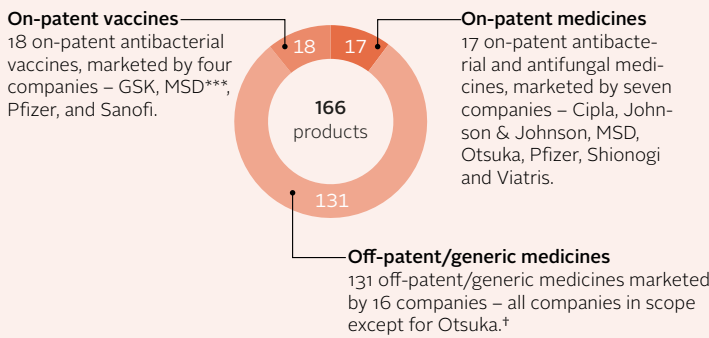 On-patent vaccines
18 on-patent antibacterial
vaccines, marketed by four
companies – GSK, MSD***,
Pfizer, and Sanofi.
18
17
On-patent medicines
17 on-patent antibacte-
rial and antifungal medi-
cines, marketed by seven
companies – Cipla, John-
son & Johnson, MSD,
Otsuka, Pfizer, Shionogi
and Viatris.
166
products
131
Off-patent/generic medicines
131 off-patent/generic medicines marketed
by 16 companies – all companies in scope
except for Otsuka.†